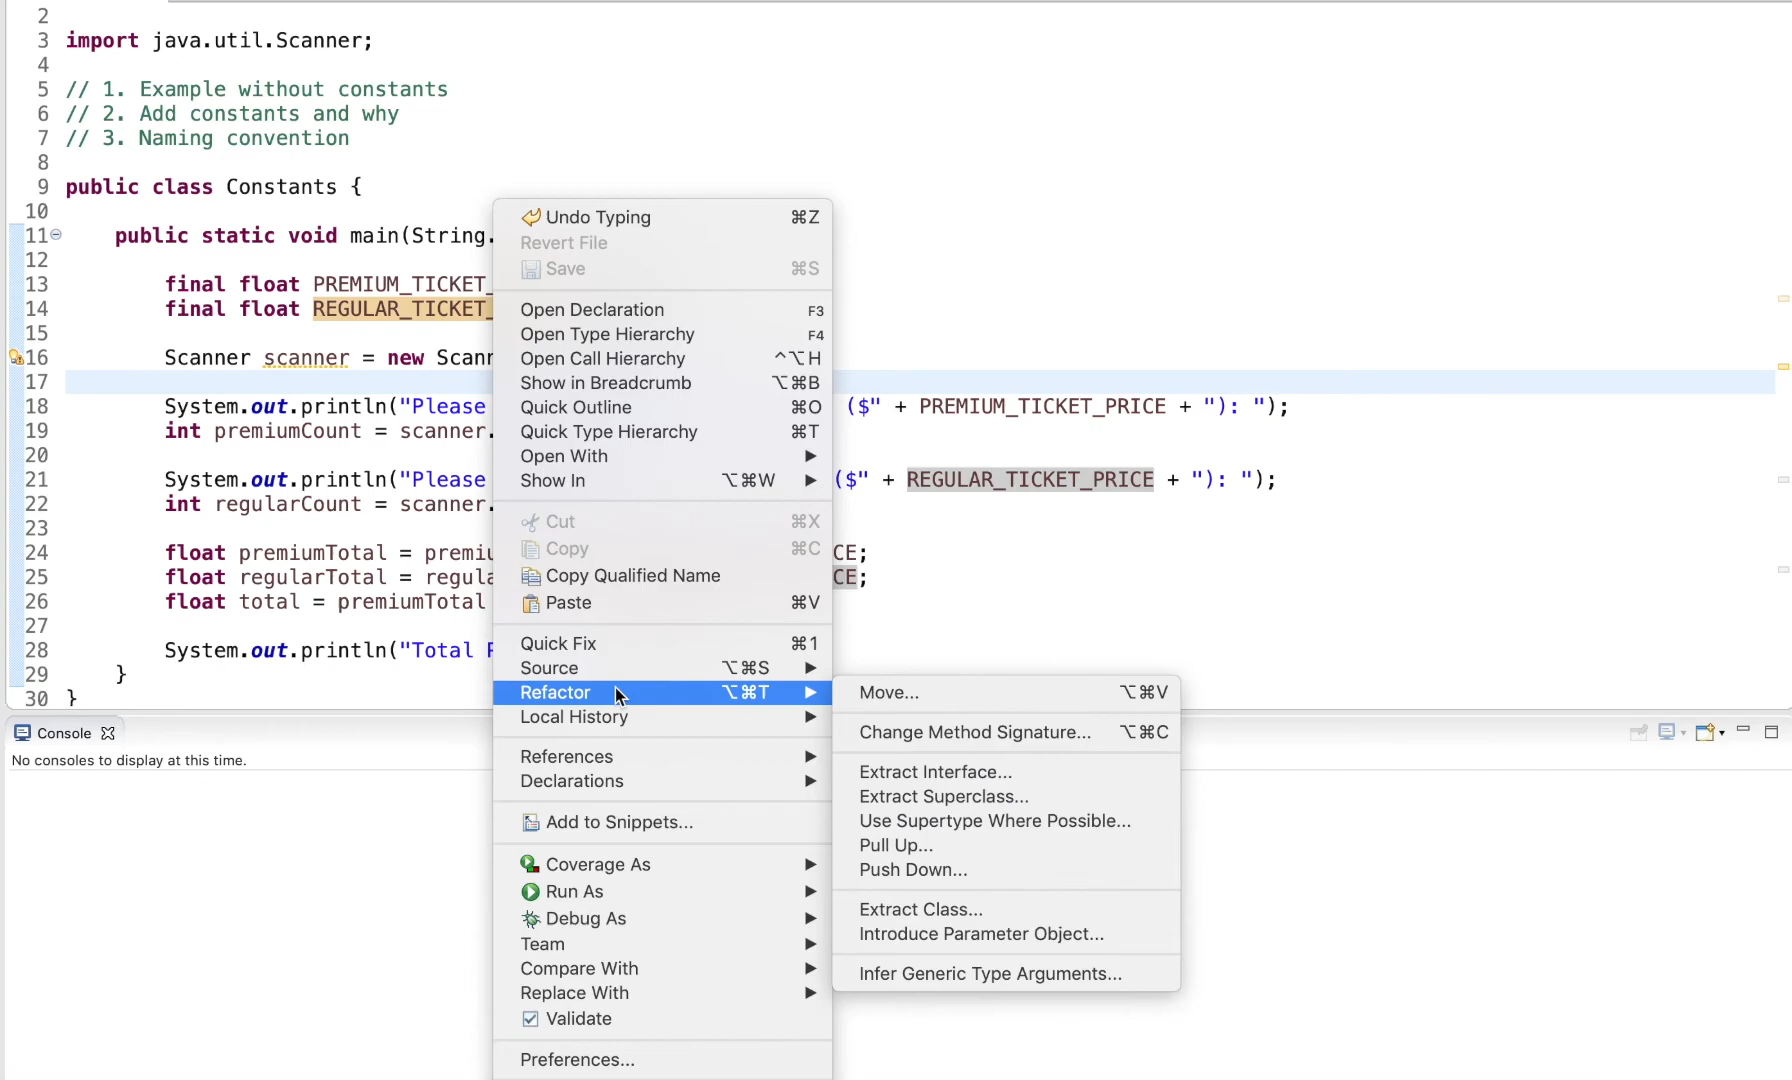 2
3 import java.util.Scanner;
4
5 // 1. Example without constants
6 // 2. Add constants and why
7 // 3. Naming convention
8
9 public class Constants {
10
11 public static void main(String.
12
13 final float PREMIUM_TICKET_
14 final float REGULAR_TICKET_
15
16 Scanner scanner = new Scann
17
18 System.out.println("Please ($" + PREMIUM_TICKET_PRICE + "): ");
19 int premiumCount = scanner.
20
21 System.out.println("Please ($" + REGULAR_TICKET_PRICE + "): ");
22 int regularCount = scanner.
23
24 float premiumTotal = premiu CE;
25 float regularTotal = regula CE;
26 float total = premiumTotal
27
28 System.out.println("Total
29 }
30 }
Undo Typing ⌘Z
Revert File
Save ⌘S
Open Declaration F3
Open Type Hierarchy F4
Open Call Hierarchy ^⌥H
Show in Breadcrumb ⌥⌘B
Quick Outline ⌘O
Quick Type Hierarchy ⌘T
Open With
Show In ⌥⌘W
Cut ⌘X
Copy ⌘C
Copy Qualified Name
Paste ⌘V
Quick Fix ⌘1
Source ⌥⌘S
Refactor ⌥⌘T
Local History
References
Declarations
Add to Snippets...
Coverage As
Run As
Debug As
Team
Compare With
Replace With
Validate
Preferences...
Move... ⌥⌘V
Change Method Signature... ⌥⌘C
Extract Interface...
Extract Superclass...
Use Supertype Where Possible...
Pull Up...
Push Down...
Extract Class...
Introduce Parameter Object...
Infer Generic Type Arguments...
Console
No consoles to display at this time.